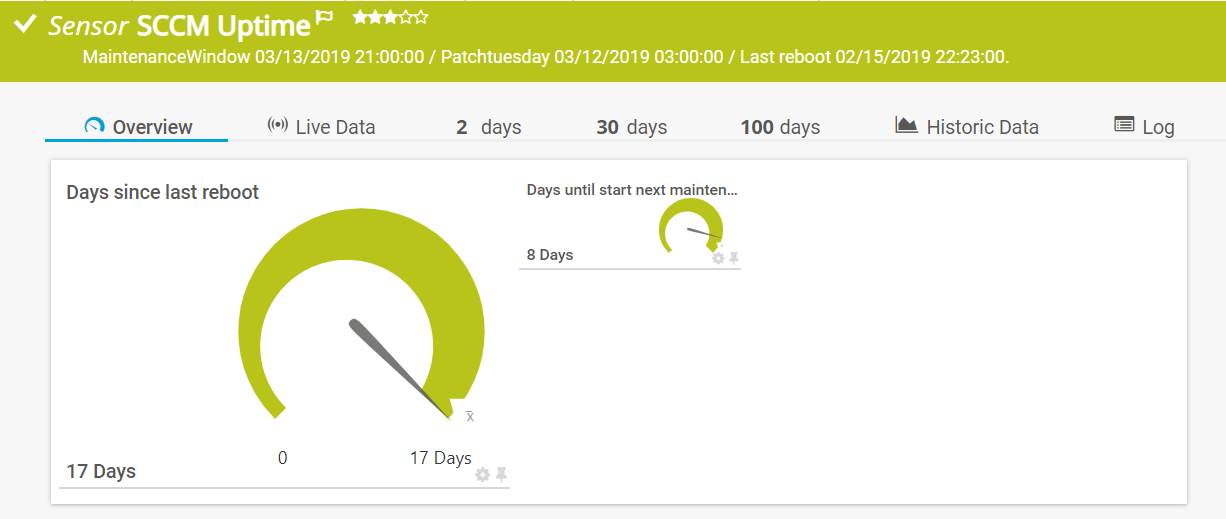 Sensor SCCM Uptime
MaintenanceWindow 03/13/2019 21:00:00 / Patchtuesday 03/12/2019 03:00:00 / Last reboot 02/15/2019 22:23:00.
Overview Live Data 2 days 30 days 100 days Historic Data Log
Days since last reboot
Days until start next mainten...
8 Days
x̄
0 17 Days
17 Days